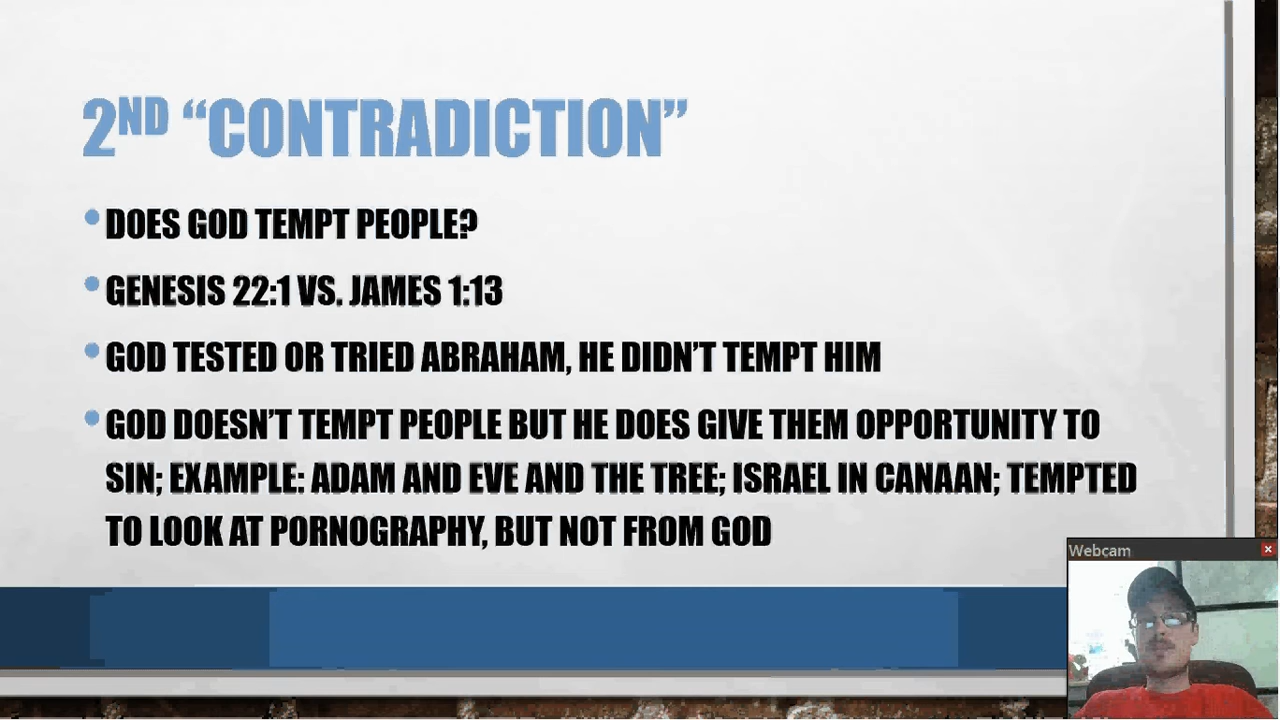 2ND “CONTRADICTION”
DOES GOD TEMPT PEOPLE?
GENESIS 22:1 VS. JAMES 1:13
GOD TESTED OR TRIED ABRAHAM, HE DIDN’T TEMPT HIM
GOD DOESN’T TEMPT PEOPLE BUT HE DOES GIVE THEM OPPORTUNITY TO
SIN; EXAMPLE: ADAM AND EVE AND THE TREE; ISRAEL IN CANAAN; TEMPTED
TO LOOK AT PORNOGRAPHY, BUT NOT FROM GOD
Webcam